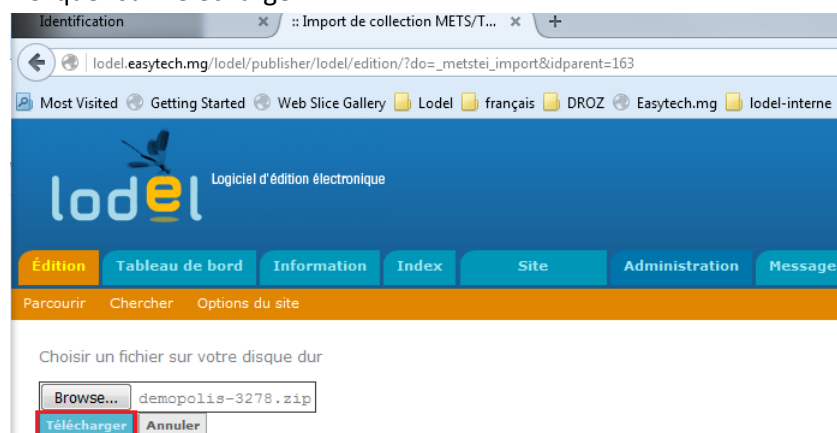 Identification :: Import de collection METS/T... × +
lodel.easytech.mg/lodel/publisher/lodel/edition/?do=_metstei_import&idparent=163
Most Visited Getting Started Web Slice Gallery Lodel français DROZ Easytech.mg lodel-interne
lodel Logiciel d'édition électronique
Édition Tableau de bord Information Index Site Administration Message
Parcourir Chercher Options du site
Choisir un fichier sur votre disque dur
Browse... demopolis-3278.zip
Télécharger Annuler